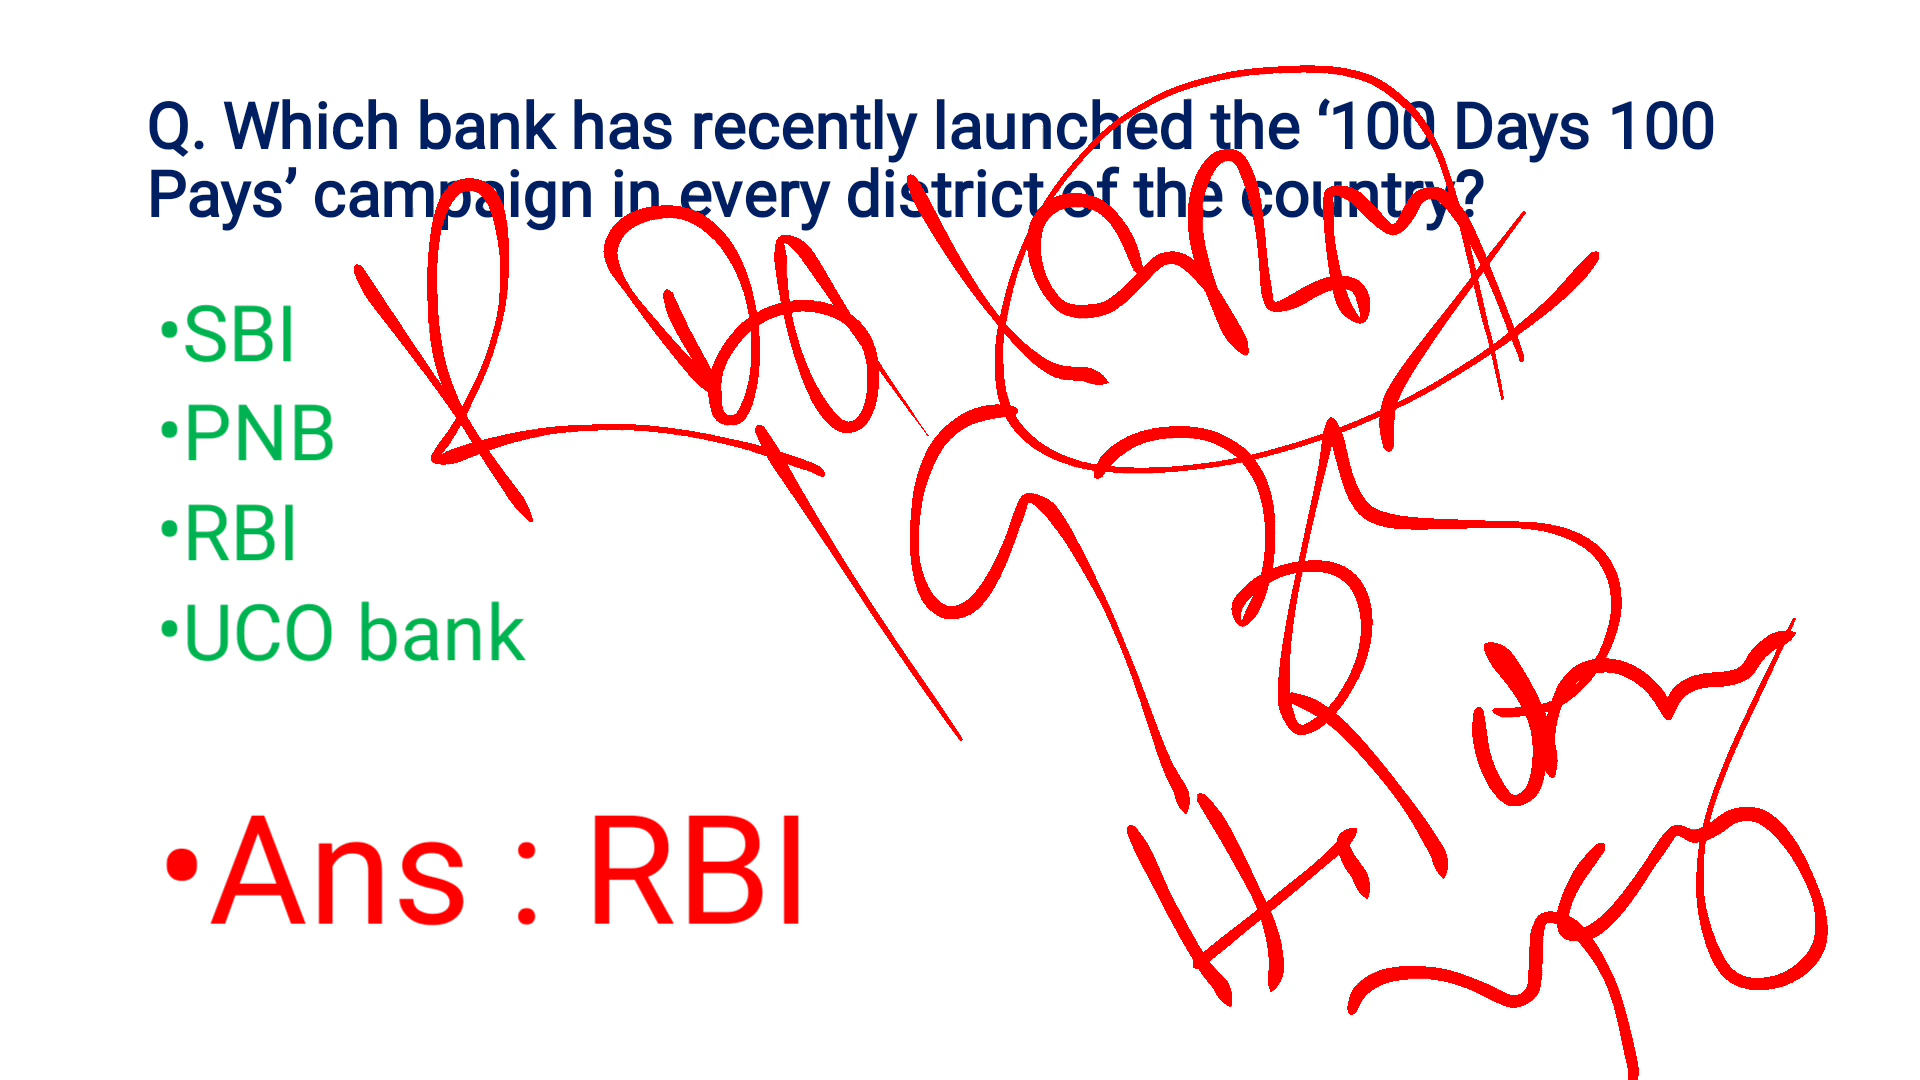 Q. Which bank has recently launched the ‘100 Days 100
Pays’ campaign in every district of the country?
•SBI
•PNB
•RBI
•UCO bank
•Ans : RBI